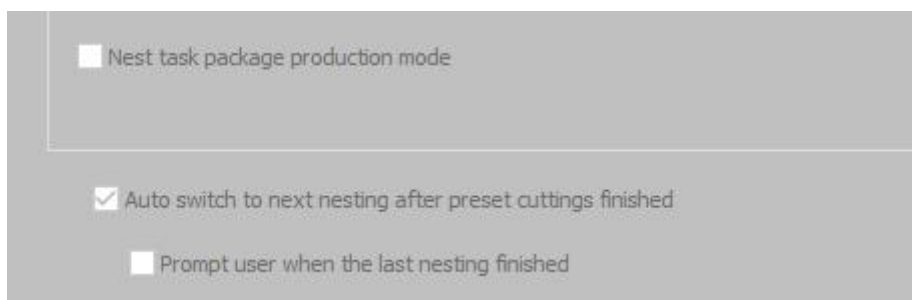 Nest task package production mode
Auto switch to next nesting after preset cuttings finished
Prompt user when the last nesting finished